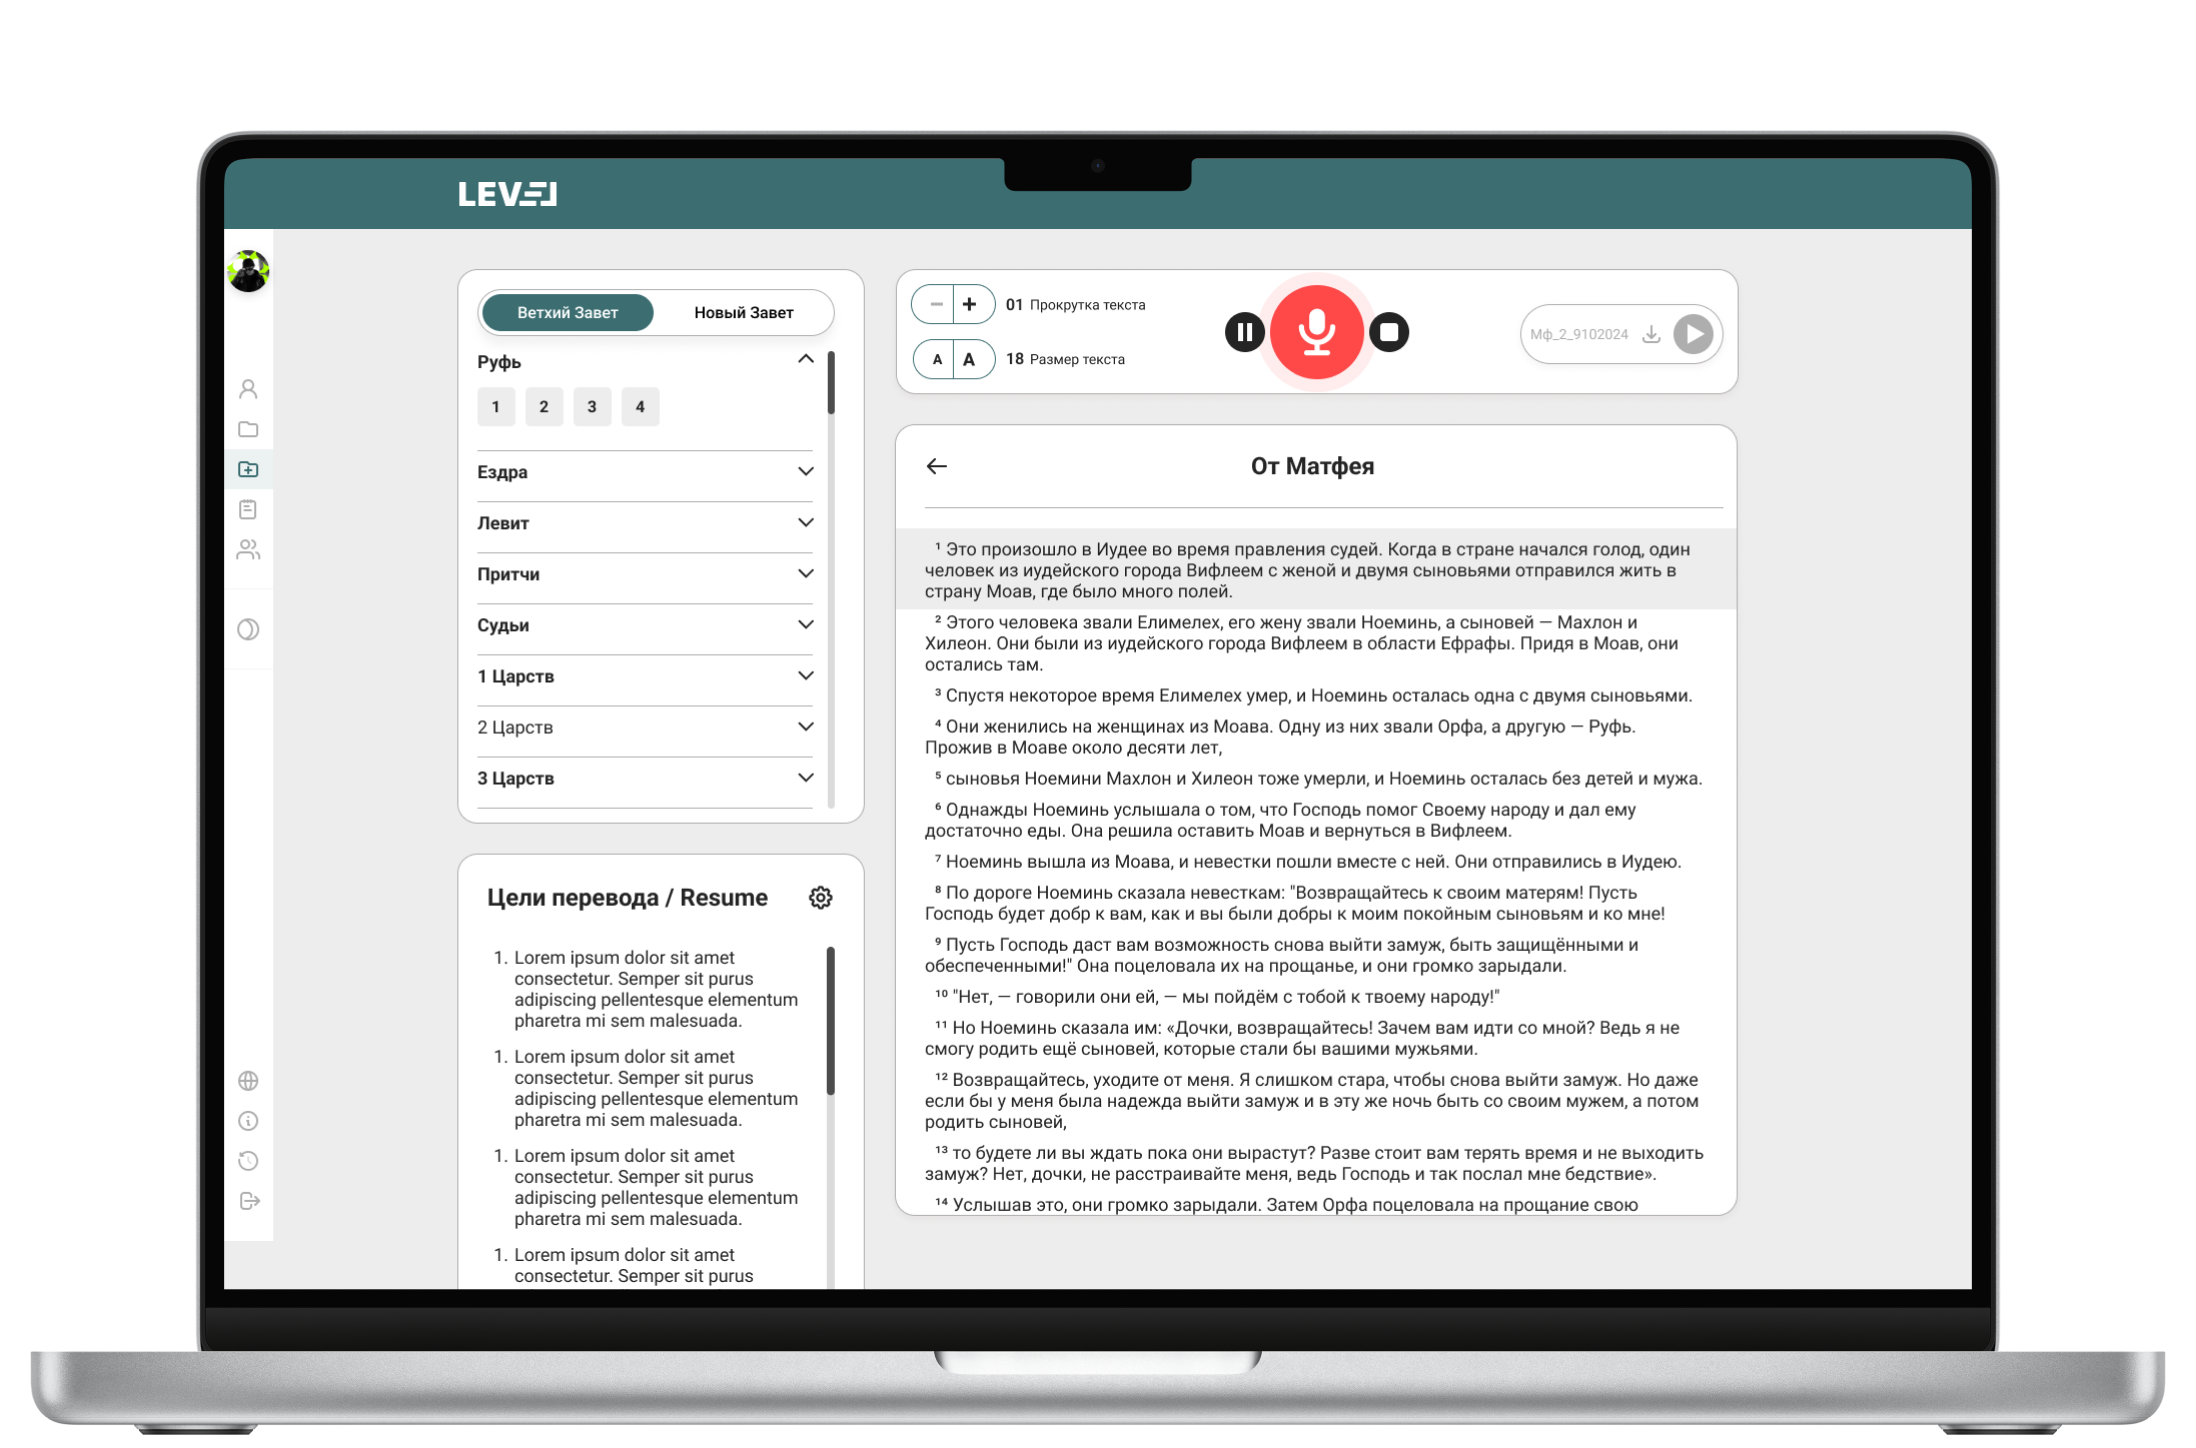 LEVEL
Ветхий Завет
Новый Завет
Руфь
1 2 3 4
Ездра
Левит
Притчи
Судьи
1 Царств
2 Царств
3 Царств
Цели перевода / Resume
1. Lorem ipsum dolor sit amet
consectetur. Semper sit purus
adipiscing pellentesque elementum
pharetra mi sem malesuada.
1. Lorem ipsum dolor sit amet
consectetur. Semper sit purus
adipiscing pellentesque elementum
pharetra mi sem malesuada.
1. Lorem ipsum dolor sit amet
consectetur. Semper sit purus
adipiscing pellentesque elementum
pharetra mi sem malesuada.
1. Lorem ipsum dolor sit amet
consectetur. Semper sit purus
01 Прокрутка текста
A A 18 Размер текста
Мф_2_9102024
От Матфея
¹ Это произошло в Иудее во время правления судей. Когда в стране начался голод, один
человек из иудейского города Вифлеем с женой и двумя сыновьями отправился жить в
страну Моав, где было много полей.
² Этого человека звали Елимелех, его жену звали Ноеминь, а сыновей — Махлон и
Хилеон. Они были из иудейского города Вифлеем в области Ефрафы. Придя в Моав, они
остались там.
³ Спустя некоторое время Елимелех умер, и Ноеминь осталась одна с двумя сыновьями.
⁴ Они женились на женщинах из Моава. Одну из них звали Орфа, а другую — Руфь.
Прожив в Моаве около десяти лет,
⁵ сыновья Ноемини Махлон и Хилеон тоже умерли, и Ноеминь осталась без детей и мужа.
⁶ Однажды Ноеминь услышала о том, что Господь помог Своему народу и дал ему
достаточно еды. Она решила оставить Моав и вернуться в Вифлеем.
⁷ Ноеминь вышла из Моава, и невестки пошли вместе с ней. Они отправились в Иудею.
⁸ По дороге Ноеминь сказала невесткам: "Возвращайтесь к своим матерям! Пусть
Господь будет добр к вам, как и вы были добры к моим покойным сыновьям и ко мне!
⁹ Пусть Господь даст вам возможность снова выйти замуж, быть защищёнными и
обеспеченными!" Она поцеловала их на прощанье, и они громко зарыдали.
¹⁰ "Нет, — говорили они ей, — мы пойдём с тобой к твоему народу!"
¹¹ Но Ноеминь сказала им: «Дочки, возвращайтесь! Зачем вам идти со мной? Ведь я не
смогу родить ещё сыновей, которые стали бы вашими мужьями.
¹² Возвращайтесь, уходите от меня. Я слишком стара, чтобы снова выйти замуж. Но даже
если бы у меня была надежда выйти замуж и в эту же ночь быть со своим мужем, а потом
родить сыновей,
¹³ то будете ли вы ждать пока они вырастут? Разве стоит вам терять время и не выходить
замуж? Нет, дочки, не расстраивайте меня, ведь Господь и так послал мне бедствие».
¹⁴ Услышав это, они громко зарыдали. Затем Орфа поцеловала на прощание свою